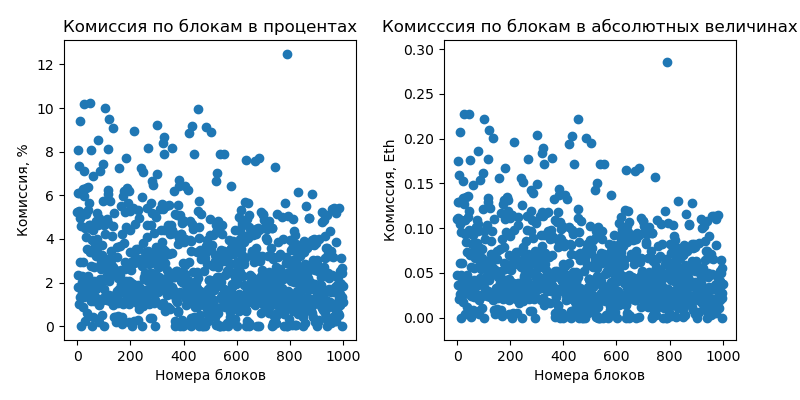 Комиссия по блокам в процентах
Комисссия по блокам в абсолютных величинах
Комиссия, %
12
10
8
6
4
2
0
0 200 400 600 800 1000
Номера блоков
Комиссия, Eth
0.30
0.25
0.20
0.15
0.10
0.05
0.00
0 200 400 600 800 1000
Номера блоков